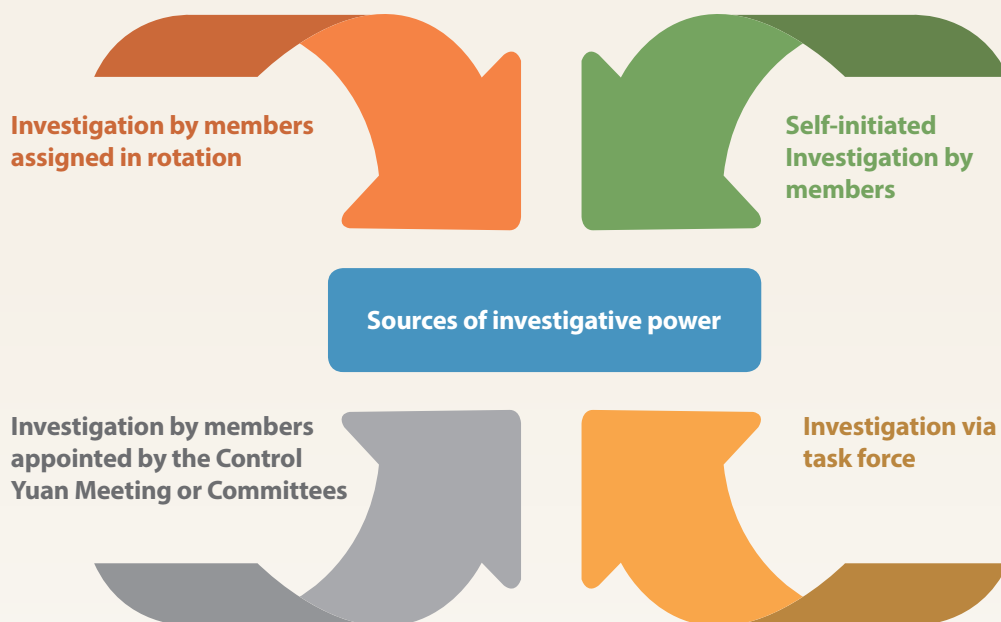 Investigation by members
assigned in rotation
Self-initiated
Investigation by
members
Sources of investigative power
Investigation by members
appointed by the Control
Yuan Meeting or Committees
Investigation via
task force